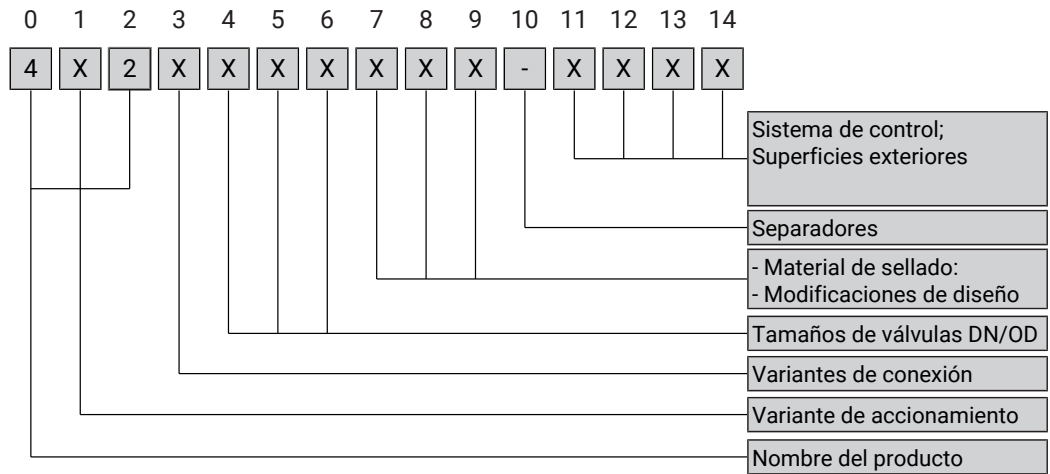 0 1 2 3 4 5 6 7 8 9 10 11 12 13 14
4 X 2 X X X X X X X - X X X X
Sistema de control;
Superficies exteriores
Separadores
- Material de sellado:
- Modificaciones de diseño
Tamaños de válvulas DN/OD
Variantes de conexión
Variante de accionamiento
Nombre del producto